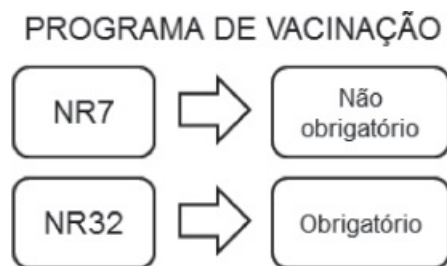 PROGRAMA DE VACINAÇÃO
NR7
Não
obrigatório
NR32
Obrigatório